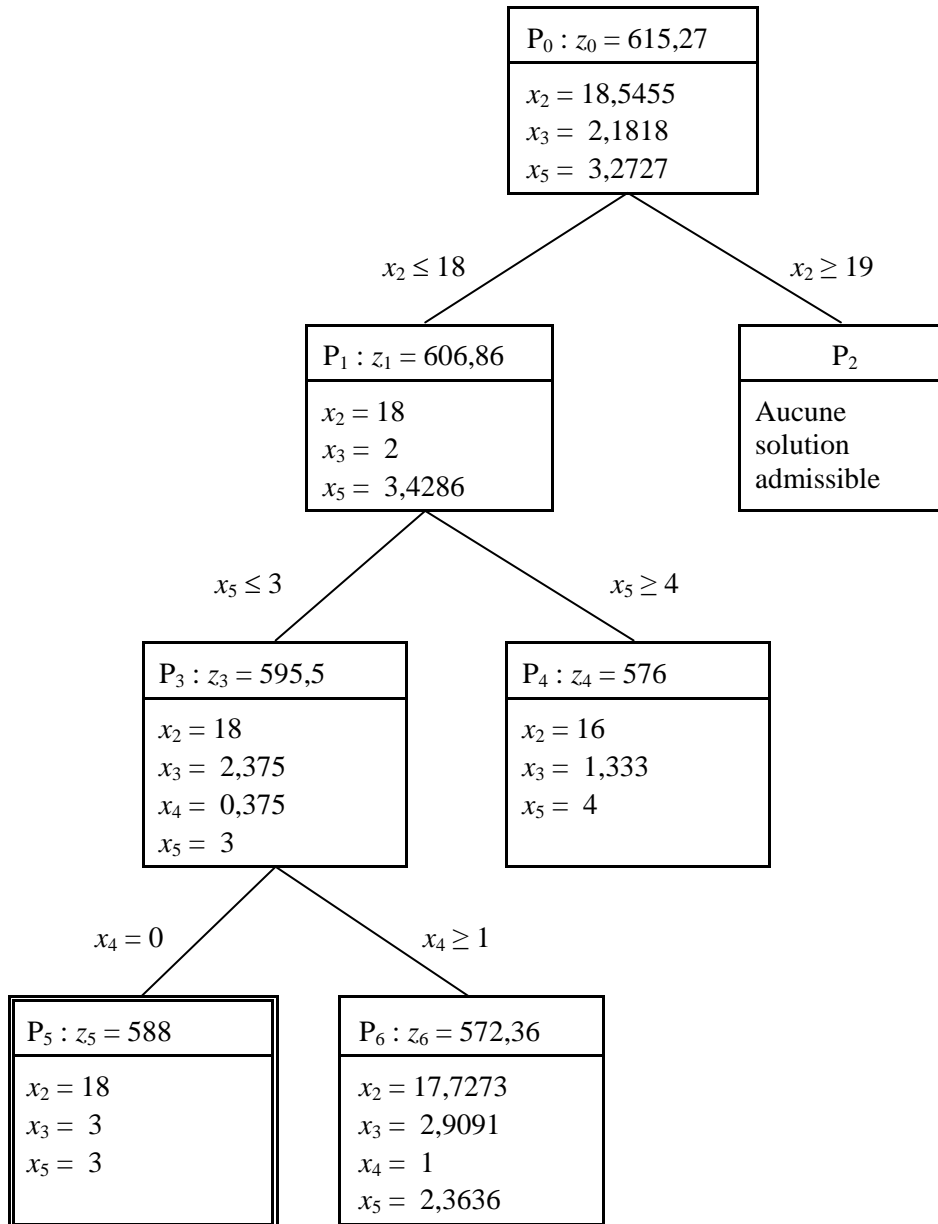 P₀ : z₀ = 615,27
x₂ = 18,5455
x₃ = 2,1818
x₅ = 3,2727
x₂ ≤ 18
x₂ ≥ 19
P₁ : z₁ = 606,86
x₂ = 18
x₃ = 2
x₅ = 3,4286
P₂
Aucune
solution
admissible
x₅ ≤ 3
x₅ ≥ 4
P₃ : z₃ = 595,5
x₂ = 18
x₃ = 2,375
x₄ = 0,375
x₅ = 3
P₄ : z₄ = 576
x₂ = 16
x₃ = 1,333
x₅ = 4
x₄ = 0
x₄ ≥ 1
P₅ : z₅ = 588
x₂ = 18
x₃ = 3
x₅ = 3
P₆ : z₆ = 572,36
x₂ = 17,7273
x₃ = 2,9091
x₄ = 1
x₅ = 2,3636